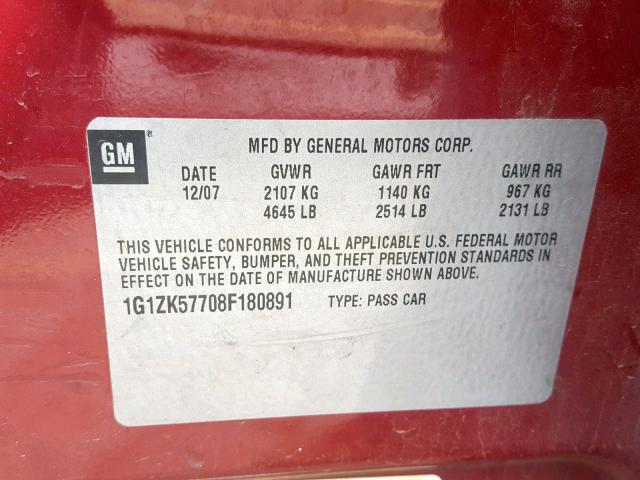 GM
MFD BY GENERAL MOTORS CORP.
DATE GVWR GAWR FRT GAWR RR
12/07 2107 KG 1140 KG 967 KG
4645 LB 2514 LB 2131 LB
THIS VEHICLE CONFORMS TO ALL APPLICABLE U.S. FEDERAL MOTOR
VEHICLE SAFETY, BUMPER, AND THEFT PREVENTION STANDARDS IN
EFFECT ON THE DATE OF MANUFACTURE SHOWN ABOVE.
1G1ZK57708F180891 TYPE: PASS CAR